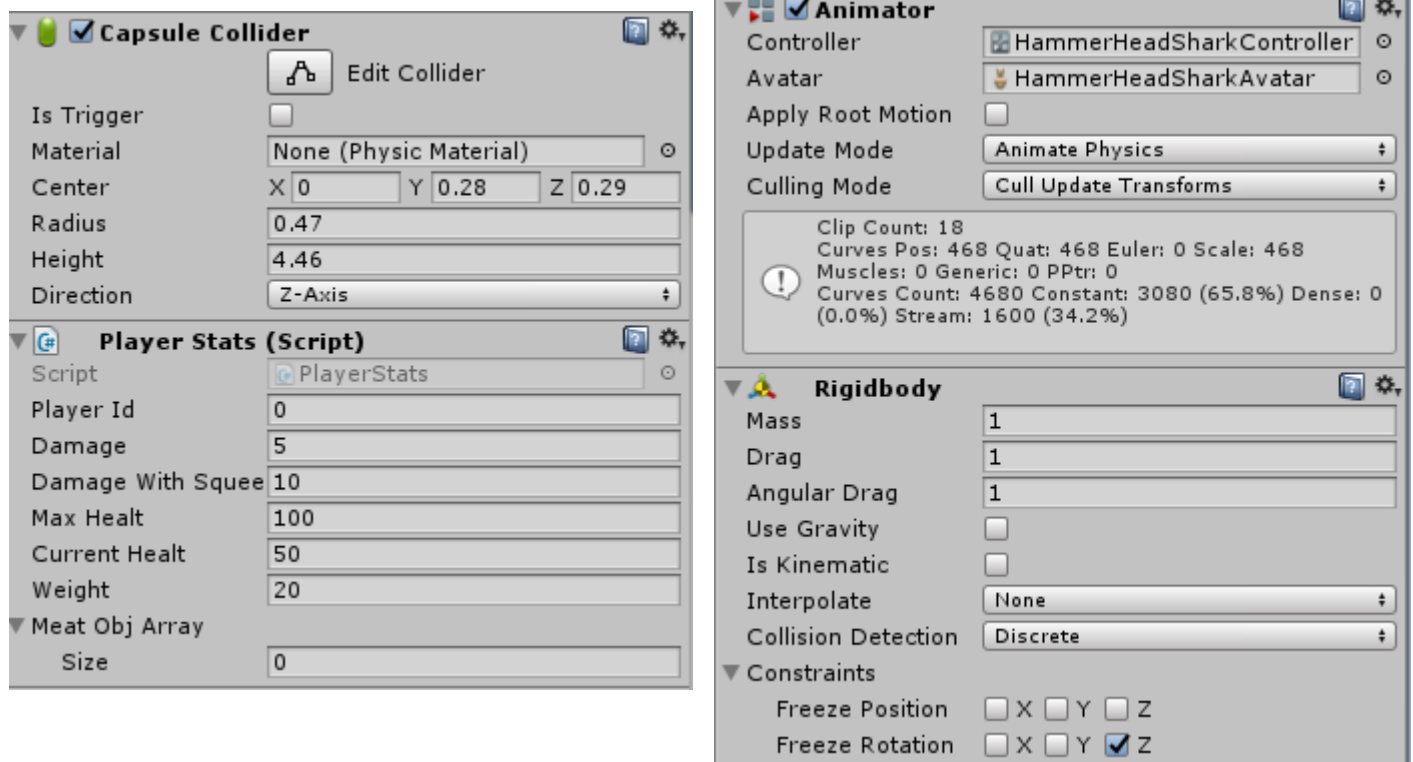 Capsule Collider
Edit Collider
Is Trigger
Material None (Physic Material)
Center X 0 Y 0.28 Z 0.29
Radius 0.47
Height 4.46
Direction Z-Axis
Player Stats (Script)
Script PlayerStats
Player Id 0
Damage 5
Damage With Squee 10
Max Healt 100
Current Healt 50
Weight 20
Meat Obj Array
Size 0
Animator
Controller HammerHeadSharkController
Avatar HammerHeadSharkAvatar
Apply Root Motion
Update Mode Animate Physics
Culling Mode Cull Update Transforms
Clip Count: 18
Curves Pos: 468 Quat: 468 Euler: 0 Scale: 468
Muscles: 0 Generic: 0 PPtr: 0
Curves Count: 4680 Constant: 3080 (65.8%) Dense: 0
(0.0%) Stream: 1600 (34.2%)
Rigidbody
Mass 1
Drag 1
Angular Drag 1
Use Gravity
Is Kinematic
Interpolate None
Collision Detection Discrete
Constraints
Freeze Position X Y Z
Freeze Rotation X Y Z